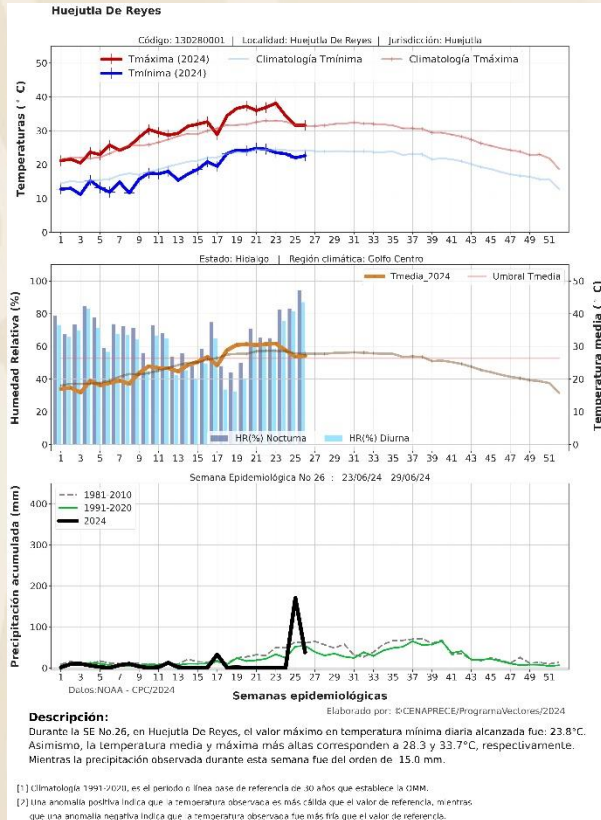 Huejutla De Reyes
Código: 130280001 | Localidad: Huejutla De Reyes | Jurisdicción: Huejutla
Temperaturas (° C)
50
40
30
20
10
0
Tmáxima (2024)
Tmínima (2024)
Climatología Tmínima
Climatología Tmáxima
1 3 5 7 9 11 13 15 17 19 21 23 25 27 29 31 33 35 37 39 41 43 45 47 49 51
Estado: Hidalgo | Región climática: Golfo Centro
Humedad Relativa (%)
100
80
60
40
20
0
Tmedia_2024
Umbral Tmedia
HR(%) Nocturna
HR(%) Diurna
50
40
30
20
10
0
Temperatura media (° C)
1 3 5 7 9 11 13 15 17 19 21 23 25 27 29 31 33 35 37 39 41 43 45 47 49 51
Semana Epidemiológica No 26 : 23/06/24 29/06/24
Precipitación acumulada (mm)
400
300
200
100
0
1981-2010
1991-2020
2024
1 3 5 7 9 11 13 15 17 19 21 23 25 27 29 31 33 35 37 39 41 43 45 47 49 51
Datos:NOAA - CPC/2024
Semanas epidemiológicas
Elaborado por: ©CENAPRECE/ProgramaVectores/2024
Descripción:
Durante la SE No.26, en Huejutla De Reyes, el valor máximo en temperatura mínima diaria alcanzada fue: 23.8°C.
Asimismo, la temperatura media y máxima más altas corresponden a 28.3 y 33.7°C, respectivamente.
Mientras la precipitación observada durante esta semana fue del orden de 15.0 mm.
[1] Climatología 1991-2020, es el periodo o línea base de referencia de 30 años que establece la OMM.
[2] Una anomalía positiva indica que la temperatura observada es más cálida que el valor de referencia, mientras
que una anomalía negativa indica que la temperatura observada fue más fría que el valor de referencia.